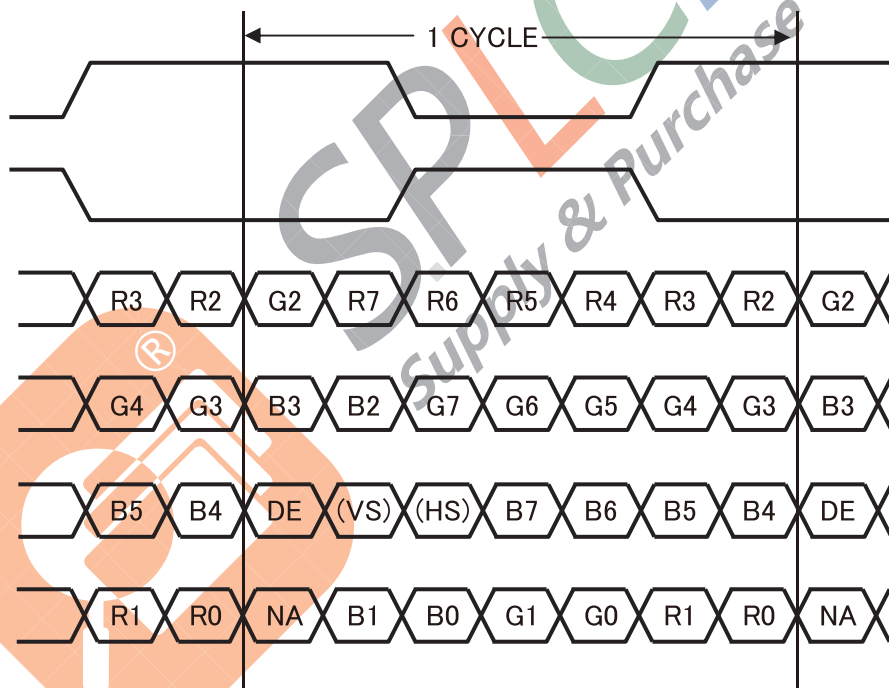 1 CYCLE
R3 R2 G2 R7 R6 R5 R4 R3 R2 G2
G4 G3 B3 B2 G7 G6 G5 G4 G3 B3
B5 B4 DE (VS) (HS) B7 B6 B5 B4 DE
R1 R0 NA B1 B0 G1 G0 R1 R0 NA
SPLC
Supply & Purchase
®